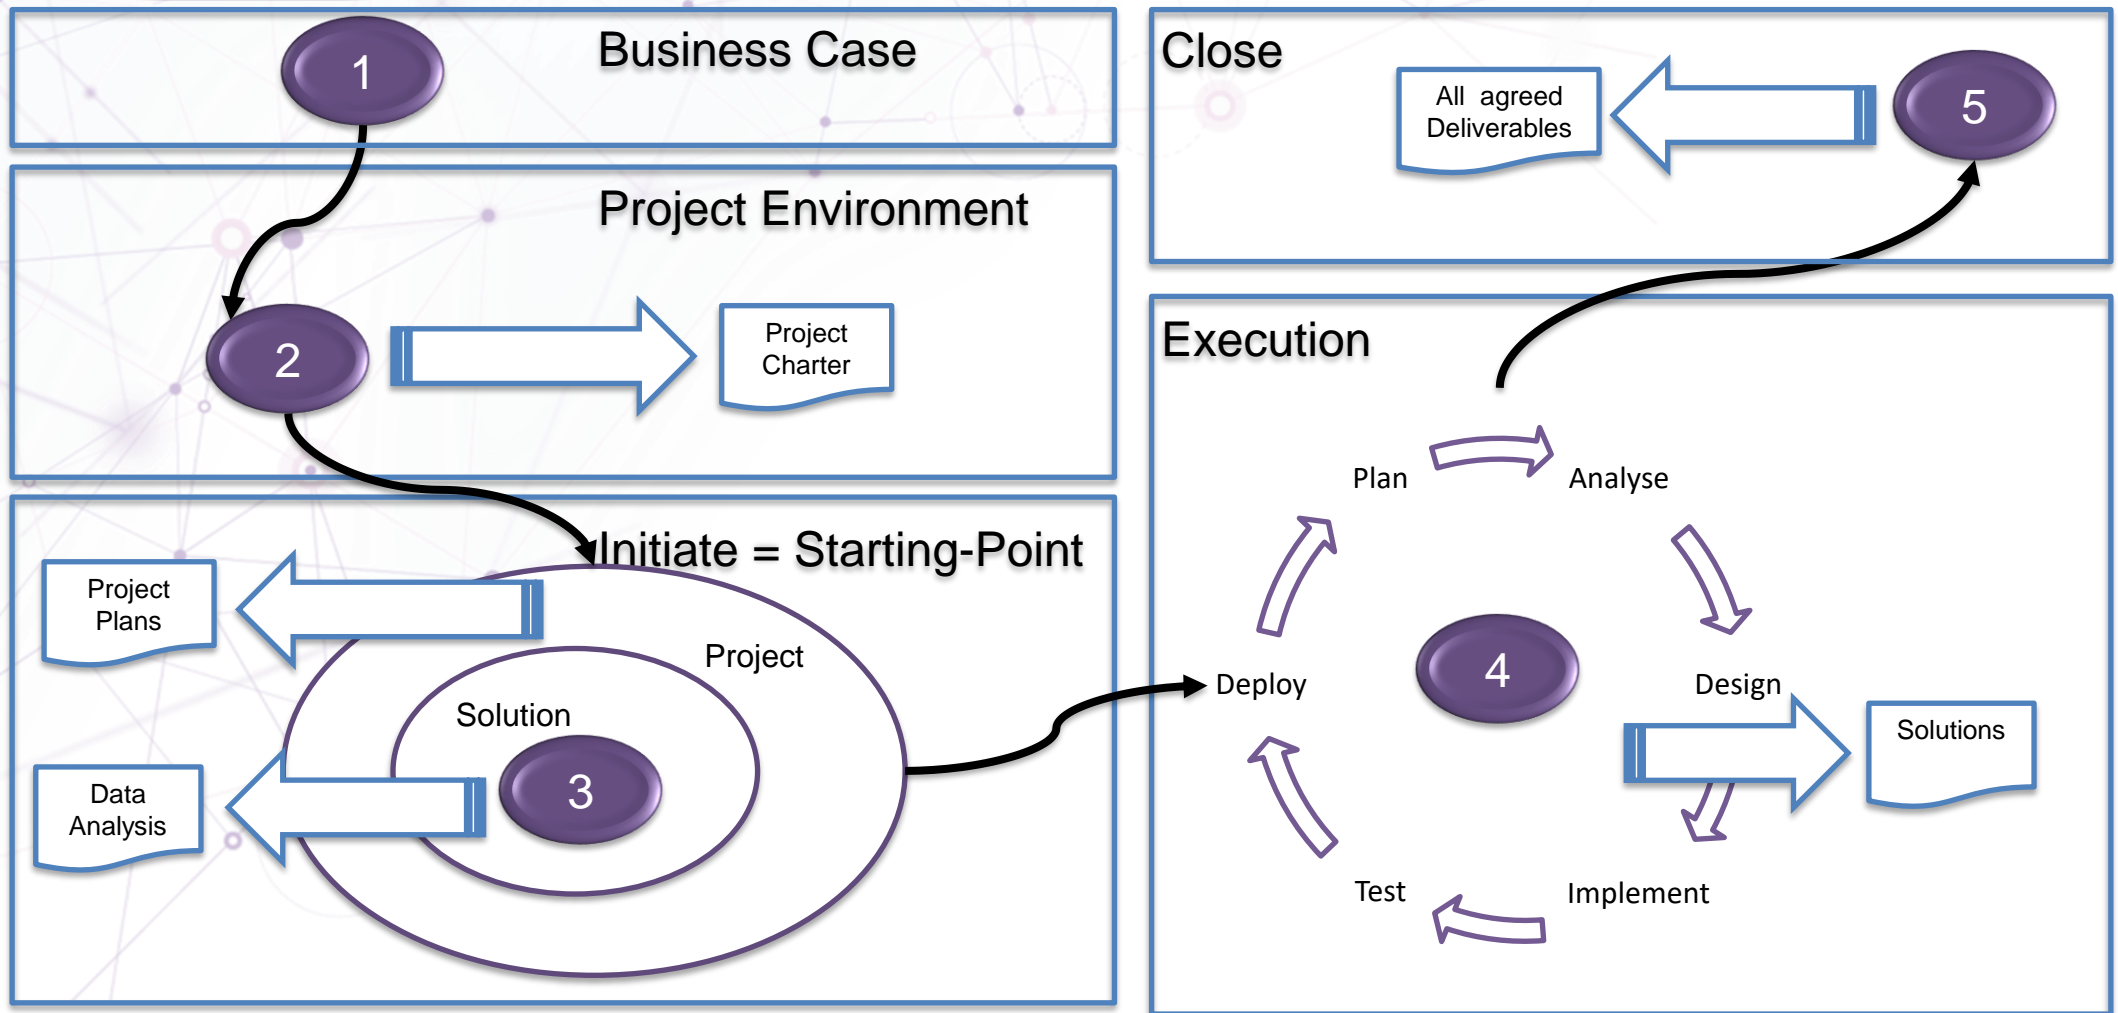 1
Business Case
2
Project Environment
Project
Charter
Initiate = Starting-Point
Project
Plans
Project
Solution
3
Data
Analysis
Close
All  agreed
Deliverables
5
Execution
Plan
Analyse
4
Deploy
Design
Solutions
Test
Implement